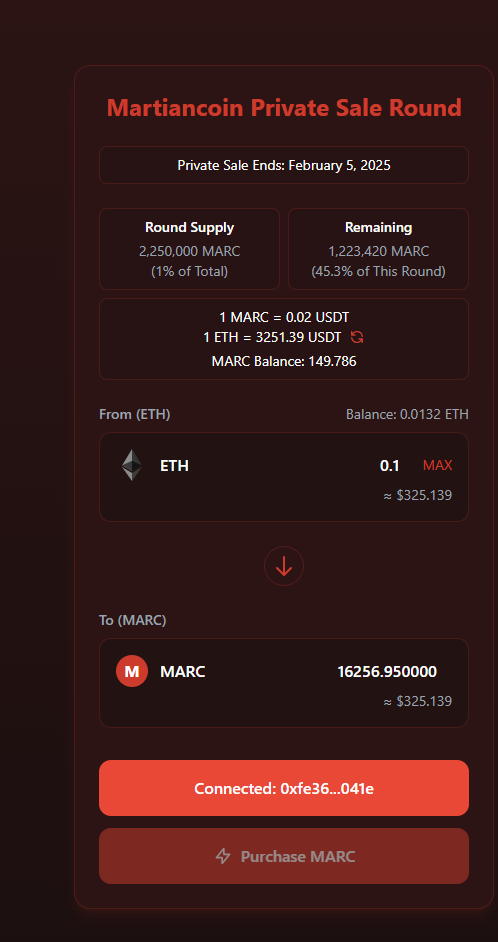 Martiancoin Private Sale Round
Private Sale Ends: February 5, 2025
Round Supply
2,250,000 MARC
(1% of Total)
Remaining
1,223,420 MARC
(45.3% of This Round)
1 MARC = 0.02 USDT
1 ETH = 3251.39 USDT
MARC Balance: 149.786
From (ETH) Balance: 0.0132 ETH
ETH 0.1 MAX
≈ $325.139
To (MARC)
M MARC 16256.950000
≈ $325.139
Connected: 0xfe36...041e
Purchase MARC